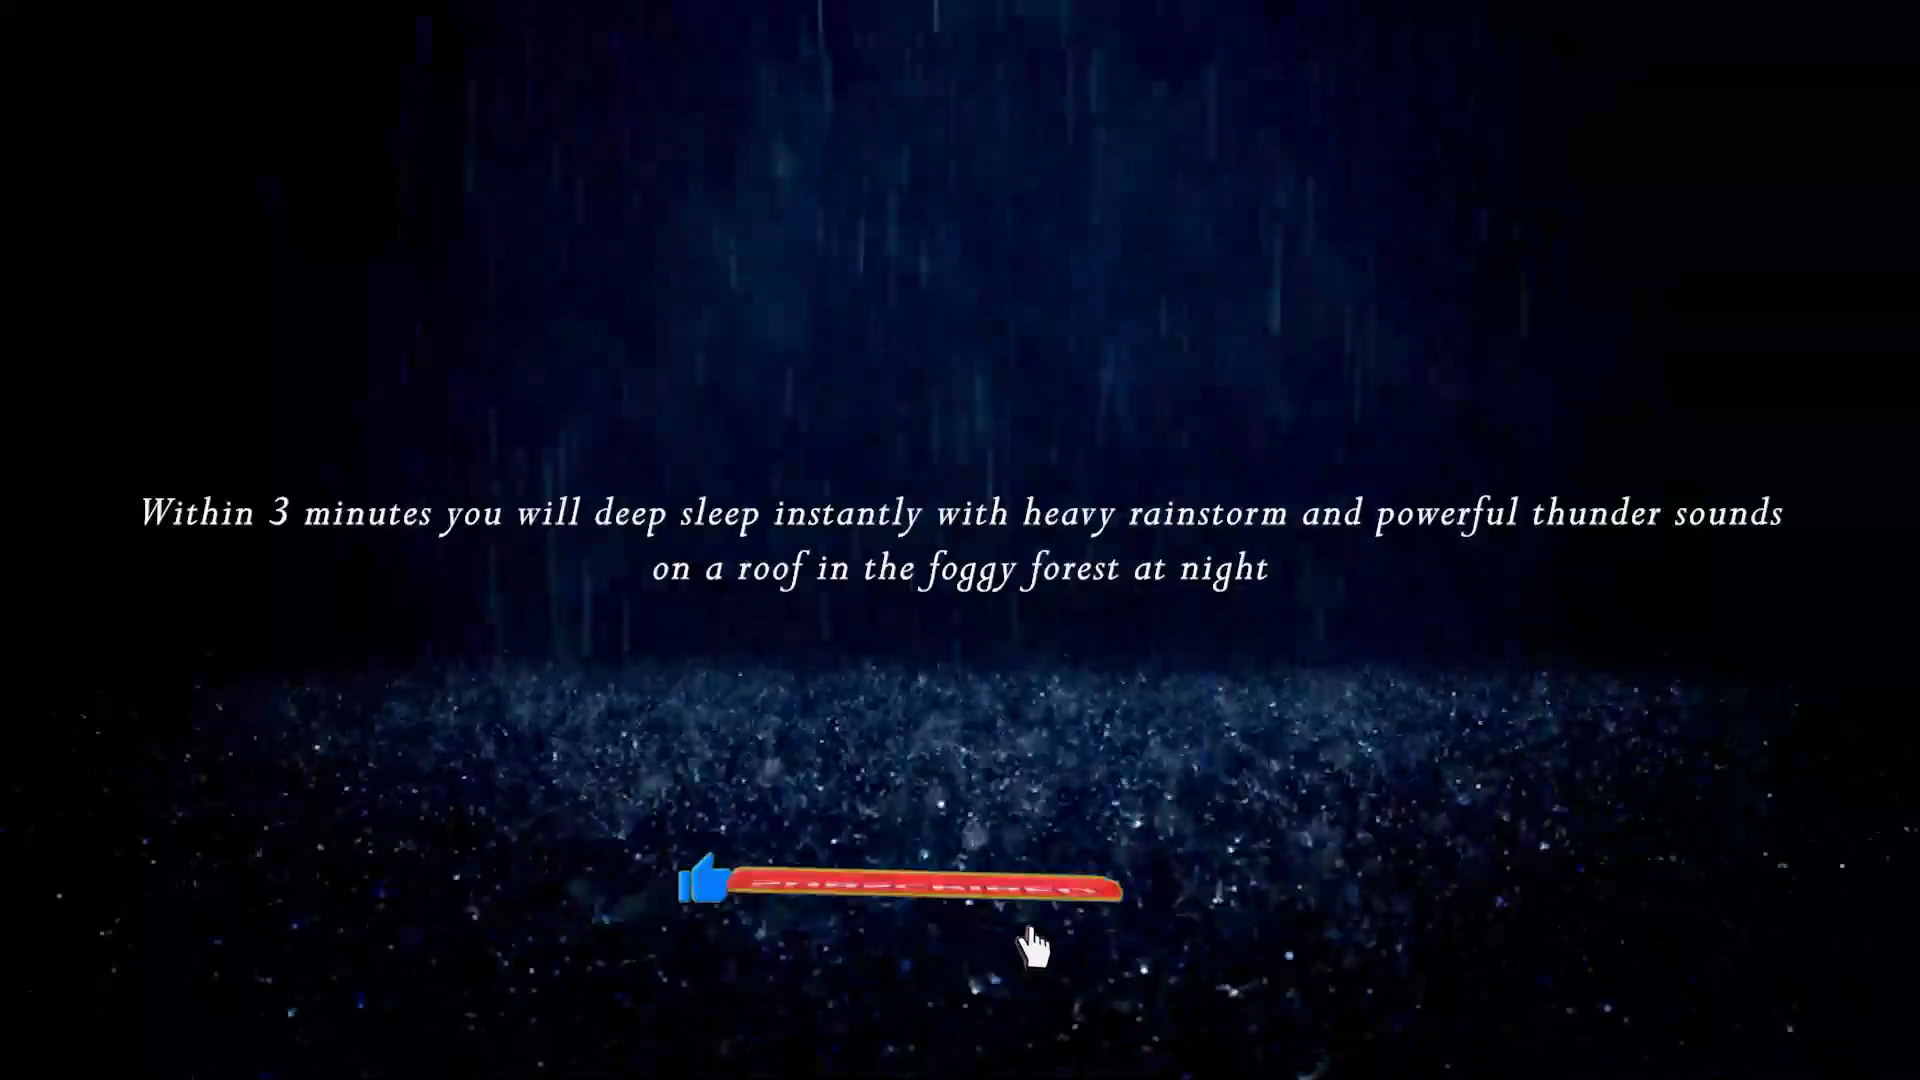 Within 3 minutes you will deep sleep instantly with heavy rainstorm and powerful thunder sounds
on a roof in the foggy forest at night